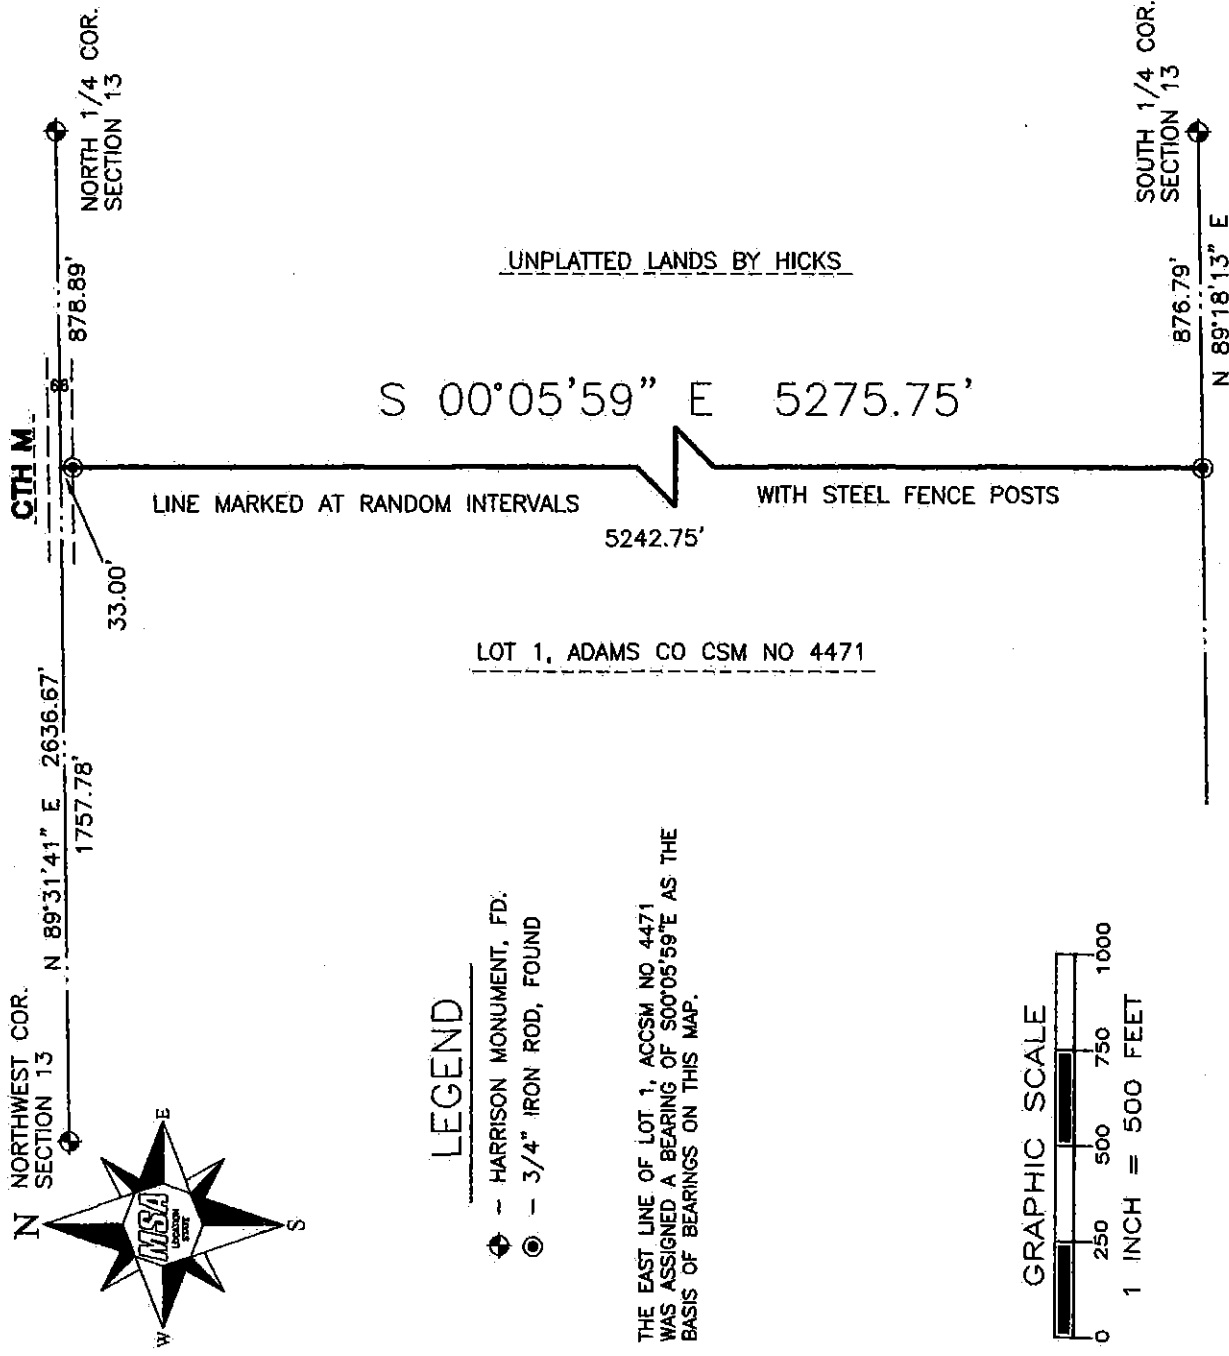 NORTH 1/4 COR.
SECTION 13
SOUTH 1/4 COR.
SECTION 13
878.89'
UNPLATTED LANDS BY HICKS
876.79'
N 89°18'13" E
66'
CTH M
S 00°05'59" E 5275.75'
LINE MARKED AT RANDOM INTERVALS
WITH STEEL FENCE POSTS
5242.75'
33.00'
LOT 1, ADAMS CO CSM NO 4471
N 89°31'41" E 2636.67'
1757.78'
NORTHWEST COR.
SECTION 13
N
E
S
W
MSA
LOCATION
STATE
LEGEND
- HARRISON MONUMENT, FD.
- 3/4" IRON ROD, FOUND
THE EAST LINE OF LOT 1, ACCSM NO 4471
WAS ASSIGNED A BEARING OF S00°05'59"E AS THE
BASIS OF BEARINGS ON THIS MAP.
GRAPHIC SCALE
0 250 500 750 1000
1 INCH = 500 FEET